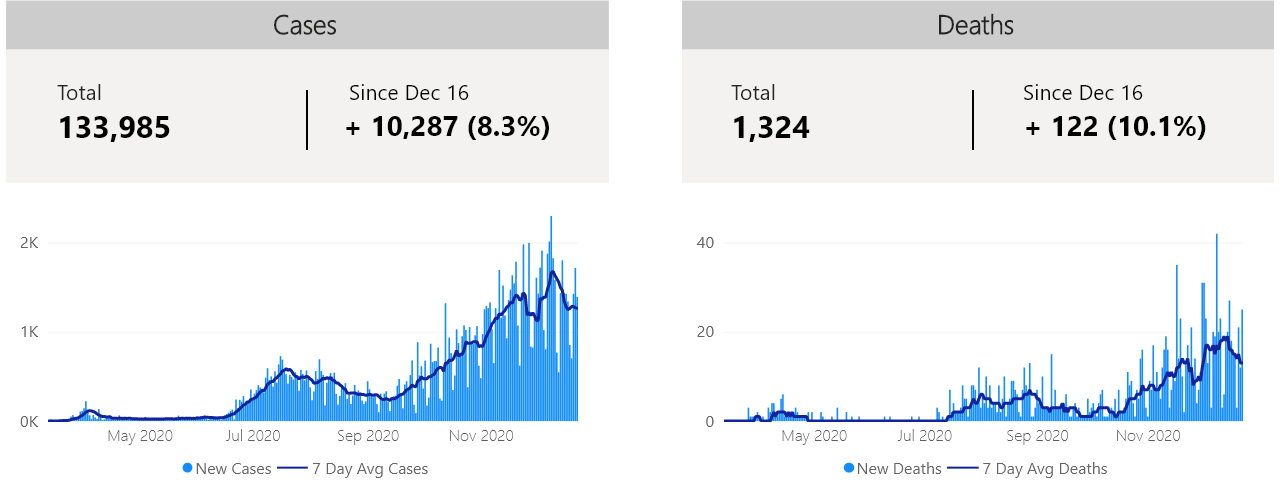 Cases
Total
133,985
Since Dec 16
+ 10,287 (8.3%)
2K
1K
0K
May 2020 Jul 2020 Sep 2020 Nov 2020
New Cases 7 Day Avg Cases
Deaths
Total
1,324
Since Dec 16
+ 122 (10.1%)
40
20
0
May 2020 Jul 2020 Sep 2020 Nov 2020
New Deaths 7 Day Avg Deaths